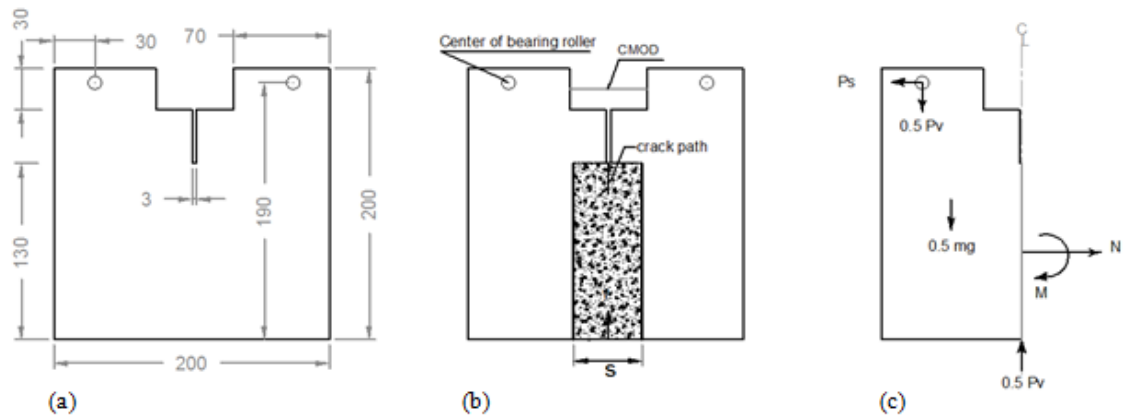 30
30
70
3
190
200
130
200
(a)
Center of bearing roller
CMOD
crack path
S
(b)
CL
Ps
0.5 Pv
0.5 mg
N
M
0.5 Pv
(c)